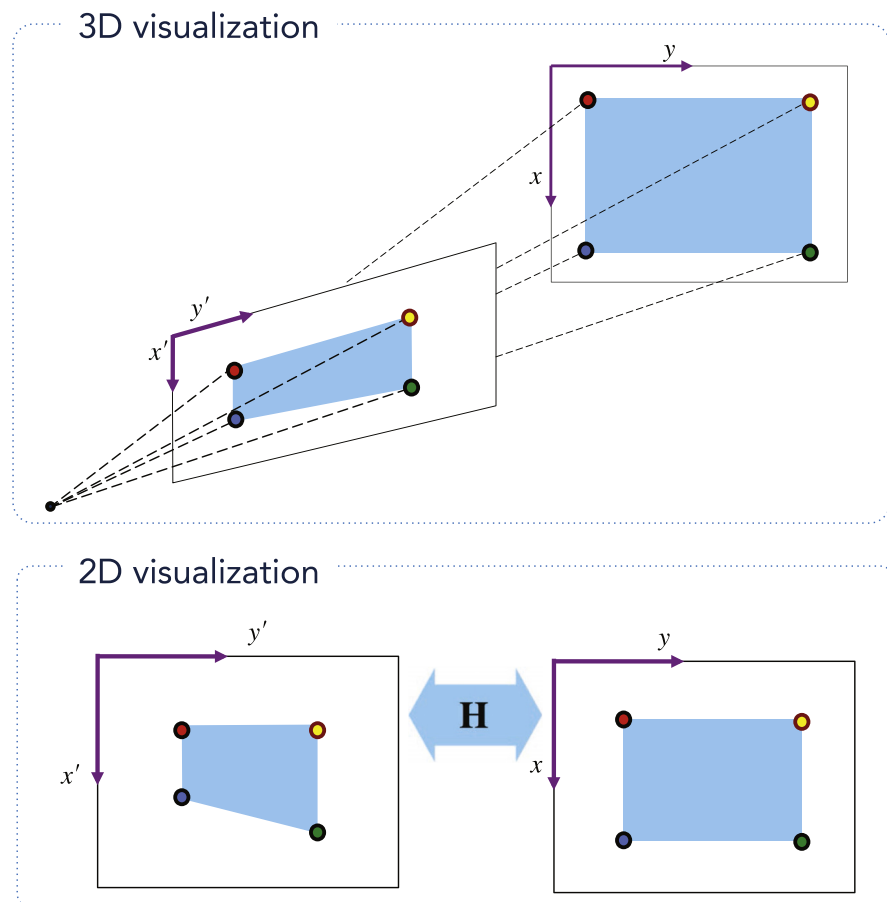 3D visualization
y
x
y′
x′
2D visualization
y′
x′
H
y
x